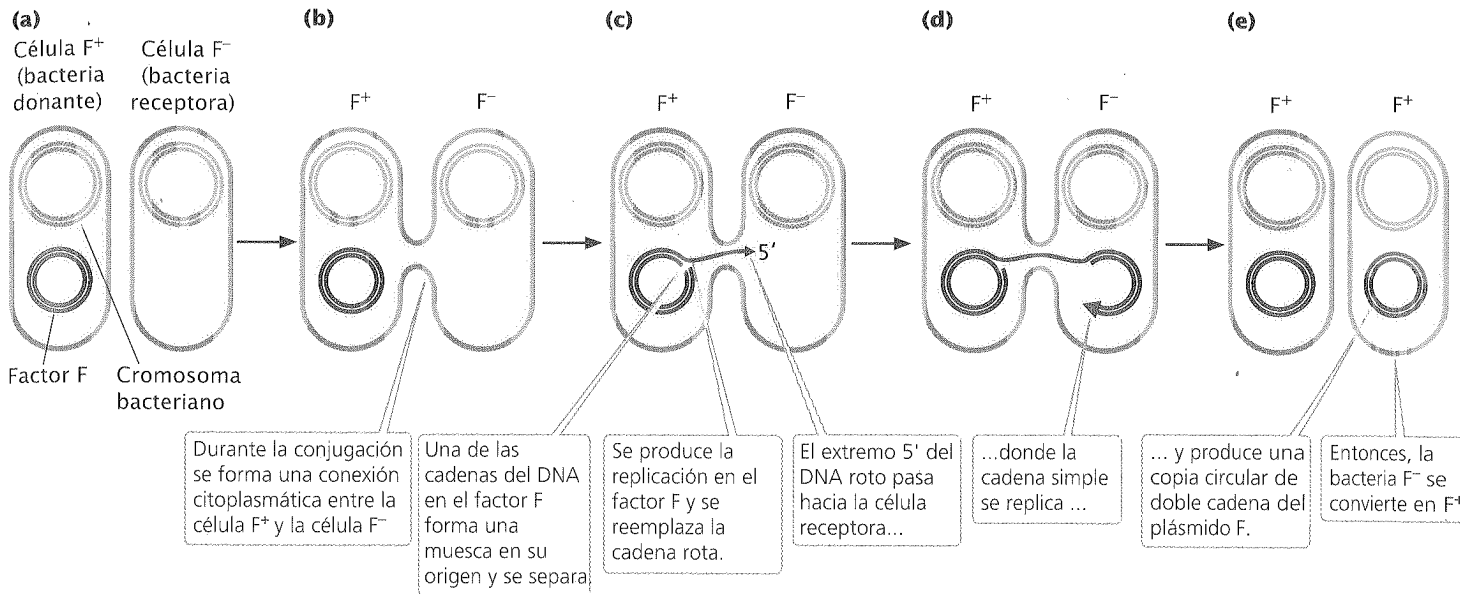 (a)
Célula F⁺
(bacteria
donante)
Célula F⁻
(bacteria
receptora)
Factor F
Cromosoma
bacteriano
(b)
F⁺
F⁻
Durante la conjugación
se forma una conexión
citoplasmática entre la
célula F⁺ y la célula F⁻
(c)
F⁺
F⁻
5'
Una de las
cadenas del DNA
en el factor F
forma una
muesca en su
origen y se separa
Se produce la
replicación en el
factor F y se
reemplaza la
cadena rota.
El extremo 5' del
DNA roto pasa
hacia la célula
receptora...
(d)
F⁺
F⁻
...donde la
cadena simple
se replica ...
(e)
F⁺
F⁺
... y produce una
copia circular de
doble cadena del
plásmido F.
Entonces, la
bacteria F⁻ se
convierte en F⁺